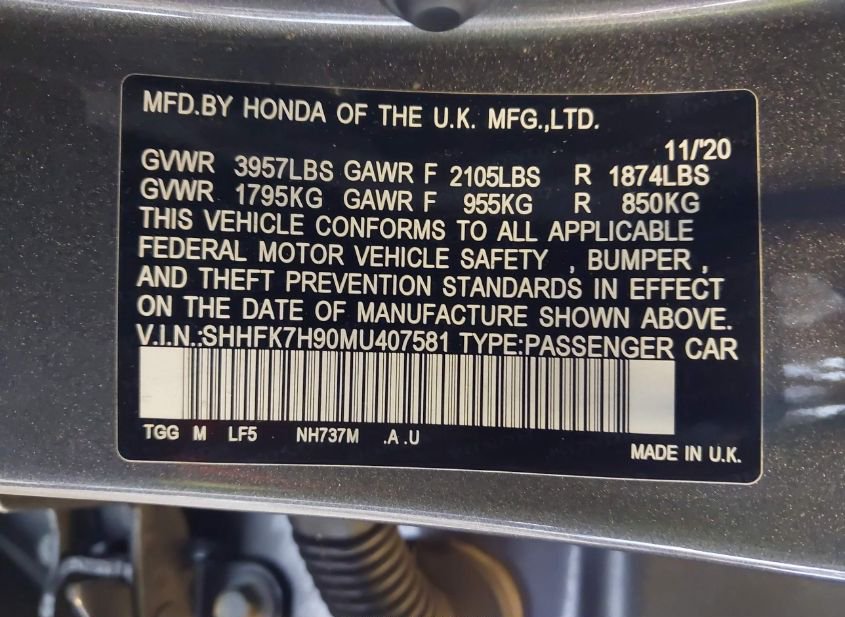 MFD.BY HONDA OF THE U.K. MFG.,LTD.
11/'20
GVWR 3957LBS GAWR F 2105LBS R 1874LBS
GVWR 1795KG GAWR F 955KG R 850KG
THIS VEHICLE CONFORMS TO ALL APPLICABLE
FEDERAL MOTOR VEHICLE SAFETY , BUMPER ,
AND THEFT PREVENTION STANDARDS IN EFFECT
ON THE DATE OF MANUFACTURE SHOWN ABOVE.
V.I.N.:SHHFK7H90MU407581 TYPE:PASSENGER CAR
TGG M LF5 NH737M .A .U
MADE IN U.K.